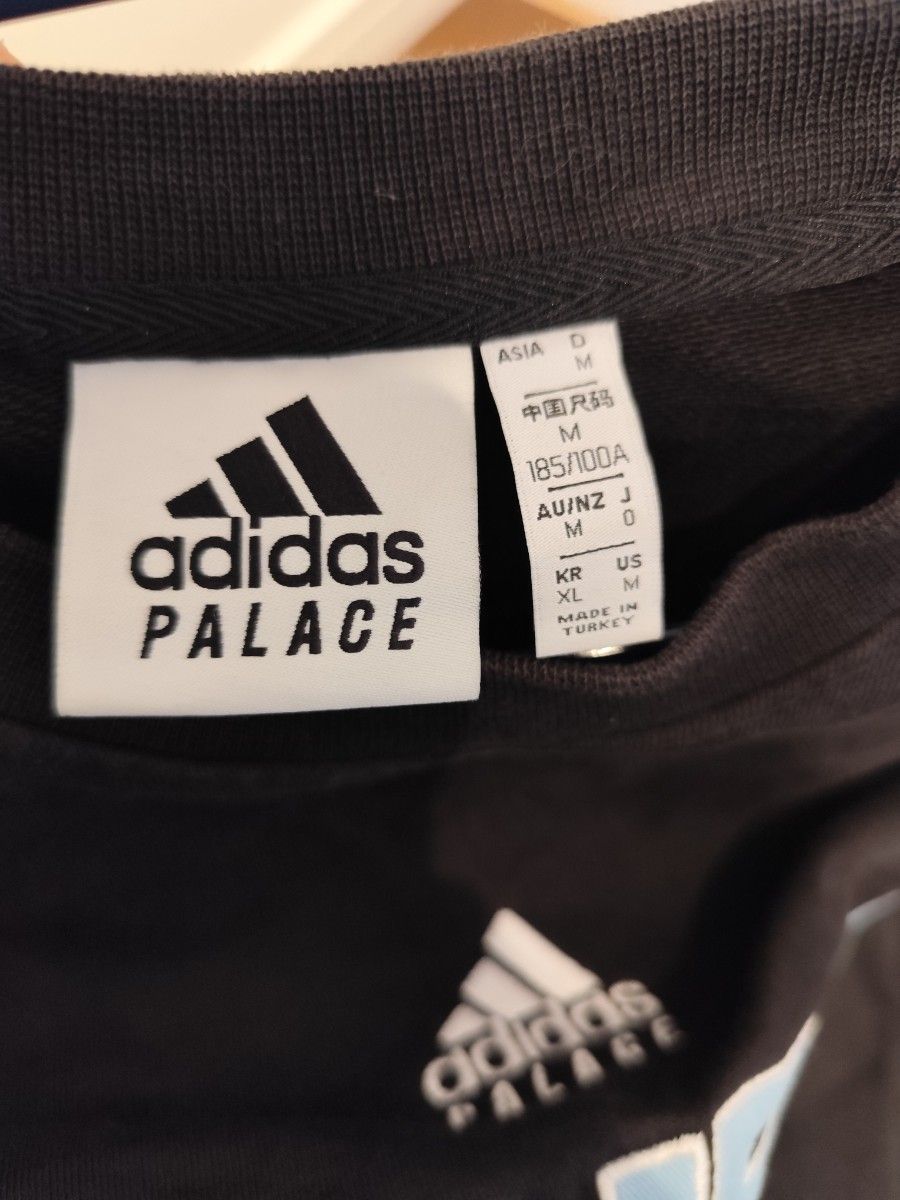 adidas
PALACE
ASIA D
M
中国尺码
M
185/100A
AU/NZ J
M O
KR US
XL M
MADE IN
TURKEY
adidas
PALACE